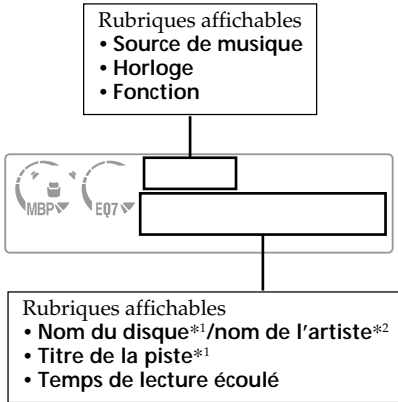 Rubriques affichables
• Source de musique
• Horloge
• Fonction
MBP EQ7
Rubriques affichables
• Nom du disque*1/nom de l'artiste*2
• Titre de la piste*1
• Temps de lecture écoulé